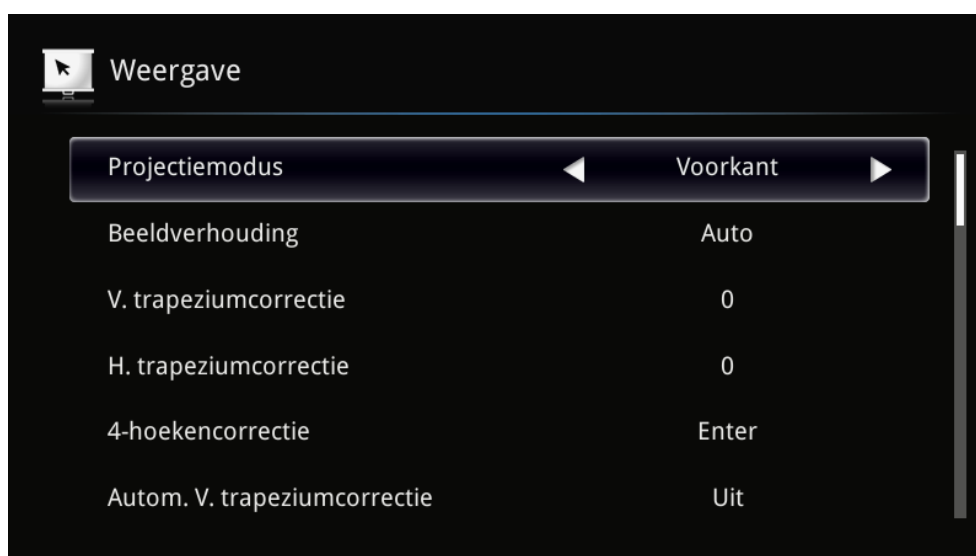 Weergave
Projectiemodus Voorkant
Beeldverhouding Auto
V. trapeziumcorrectie 0
H. trapeziumcorrectie 0
4-hoekencorrectie Enter
Autom. V. trapeziumcorrectie Uit